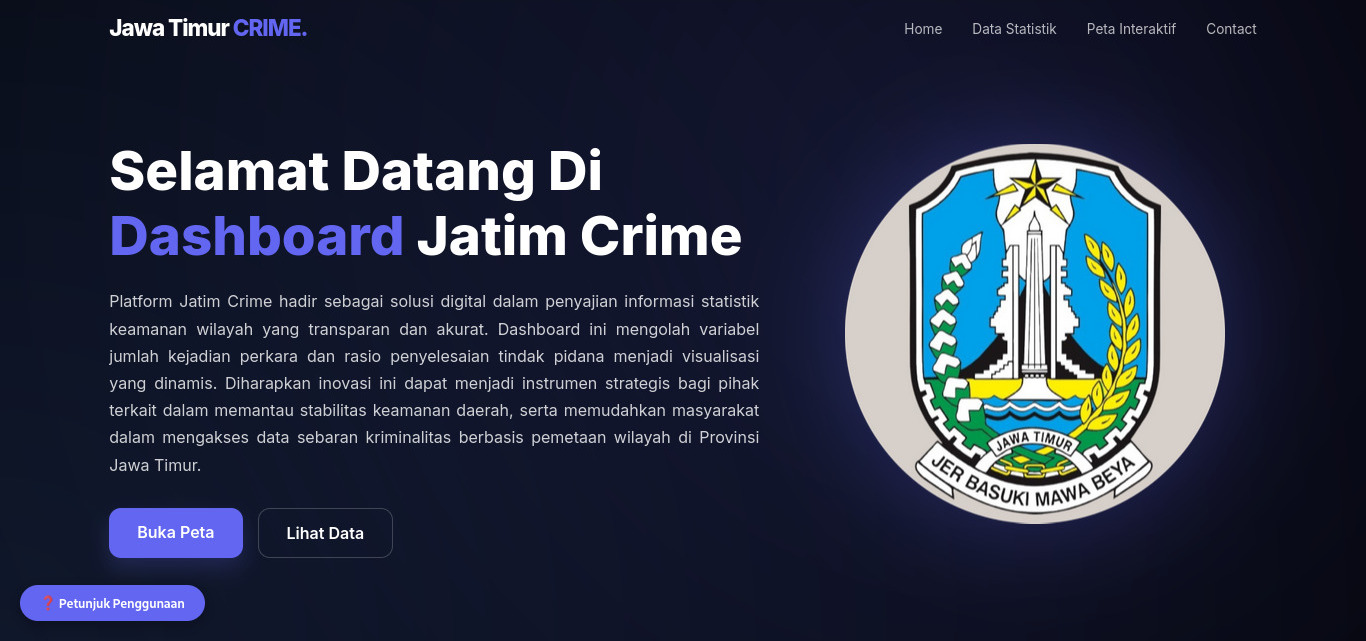 Jawa Timur CRIME.
Home
Data Statistik
Peta Interaktif
Contact
Selamat Datang Di
Dashboard Jatim Crime
Platform Jatim Crime hadir sebagai solusi digital dalam penyajian informasi statistik
keamanan wilayah yang transparan dan akurat. Dashboard ini mengolah variabel
jumlah kejadian perkara dan rasio penyelesaian tindak pidana menjadi visualisasi
yang dinamis. Diharapkan inovasi ini dapat menjadi instrumen strategis bagi pihak
terkait dalam memantau stabilitas keamanan daerah, serta memudahkan masyarakat
dalam mengakses data sebaran kriminalitas berbasis pemetaan wilayah di Provinsi
Jawa Timur.
Buka Peta
Lihat Data
JAWA TIMUR
JER BASUKI MAWA BEYA
❓ Petunjuk Penggunaan